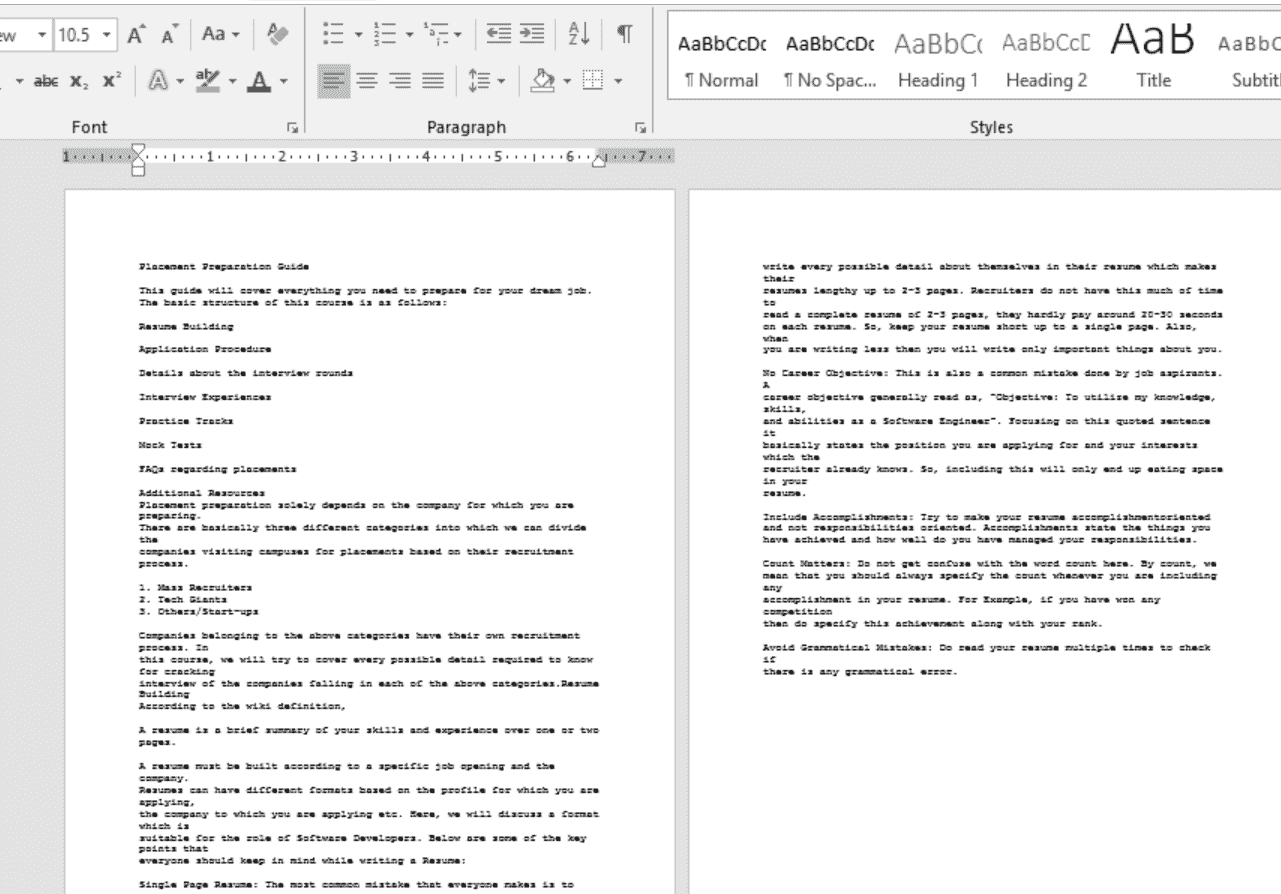 ew 10.5 Aa
abc X₂ X² A aby A
Font Paragraph Styles
AaBbCcDc AaBbCcDc AaBbCc AaBbCcD AaB AaBbC
¶ Normal ¶ No Spac... Heading 1 Heading 2 Title Subtitl
1 1 2 3 4 5 6 7
Placement Preparation Guide
This guide will cover everything you need to prepare for your dream job.
The basic structure of this course is as follows:
Resume Building
Application Procedure
Details about the interview rounds
Interview Experiences
Practice Tracks
Mock Tests
FAQs regarding placements
Additional Resources
Placement preparation solely depends on the company for which you are
preparing.
There are basically three different categories into which we can divide
the
companies visiting campuses for placements based on their recruitment
process.
1. Mass Recruiters
2. Tech Giants
3. Others/Start-ups
Companies belonging to the above categories have their own recruitment
process. In
this course, we will try to cover every possible detail required to know
for cracking
interview of the companies falling in each of the above categories.Resume
Building
According to the wiki definition,
A resume is a brief summary of your skills and experience over one or two
pages.
A resume must be built according to a specific job opening and the
company.
Resumes can have different formats based on the profile for which you are
applying,
the company to which you are applying etc. Here, we will discuss a format
which is
suitable for the role of Software Developers. Below are some of the key
points that
everyone should keep in mind while writing a Resume:
Single Page Resume: The most common mistake that everyone makes is to
write every possible detail about themselves in their resume which makes
their
resumes lengthy up to 2-3 pages. Recruiters do not have this much of time
to
read a complete resume of 2-3 pages, they hardly pay around 20-30 seconds
on each resume. So, keep your resume short up to a single page. Also,
when
you are writing less then you will write only important things about you.
No Career Objective: This is also a common mistake done by job aspirants.
A
career objective generally read as, "Objective: To utilize my knowledge,
skills,
and abilities as a Software Engineer". Focusing on this quoted sentence
it
basically states the position you are applying for and your interests
which the
recruiter already knows. So, including this will only end up eating space
in your
resume.
Include Accomplishments: Try to make your resume accomplishmentoriented
and not responsibilities oriented. Accomplishments state the things you
have achieved and how well do you have managed your responsibilities.
Count Matters: Do not get confuse with the word count here. By count, we
mean that you should always specify the count whenever you are including
any
accomplishment in your resume. For Example, if you have won any
competition
then do specify this achievement along with your rank.
Avoid Grammatical Mistakes: Do read your resume multiple times to check
if
there is any grammatical error.